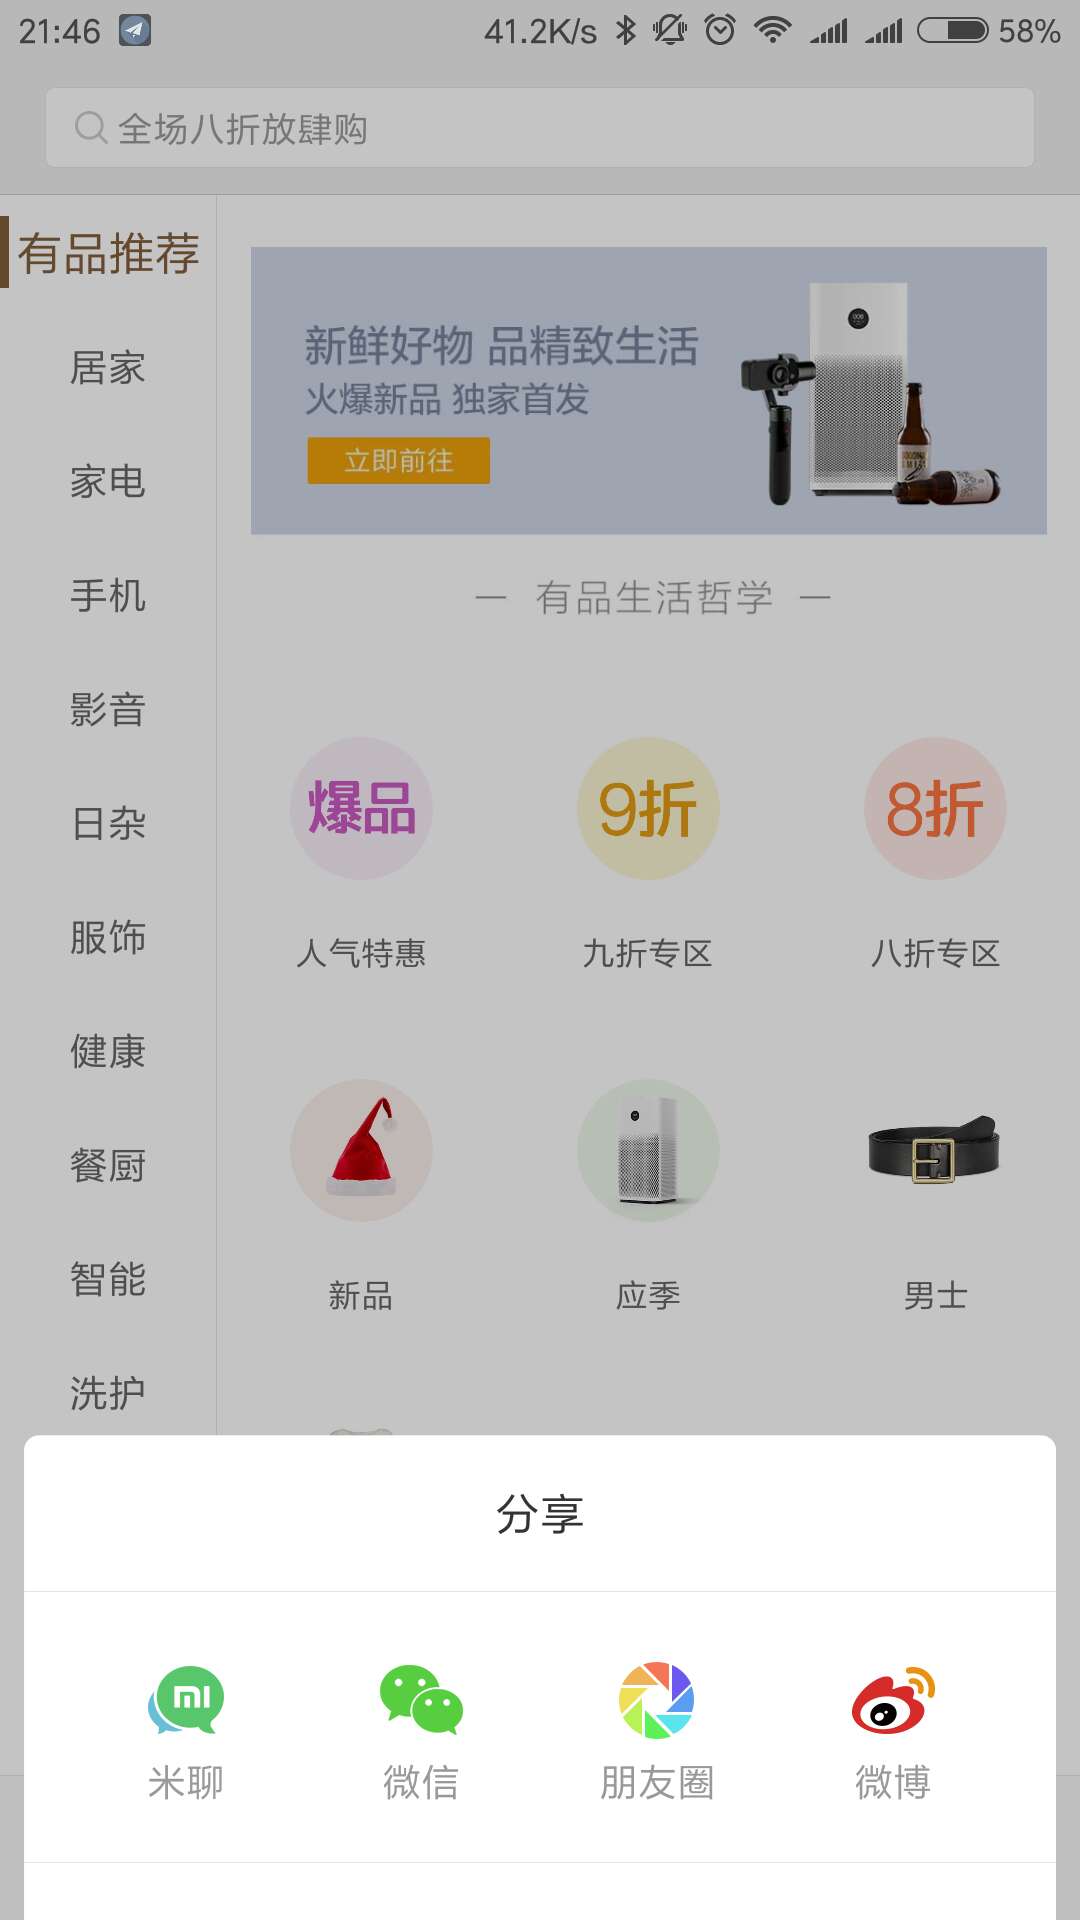 21:46 41.2K/s 58%
全场八折放肆购
有品推荐
居家
家电
手机
影音
日杂
服饰
健康
餐厨
智能
洗护
新鲜好物 品精致生活
火爆新品 独家首发
立即前往
— 有品生活哲学 —
爆品 9折 8折
人气特惠 九折专区 八折专区
新品 应季 男士
分享
米聊 微信 朋友圈 微博